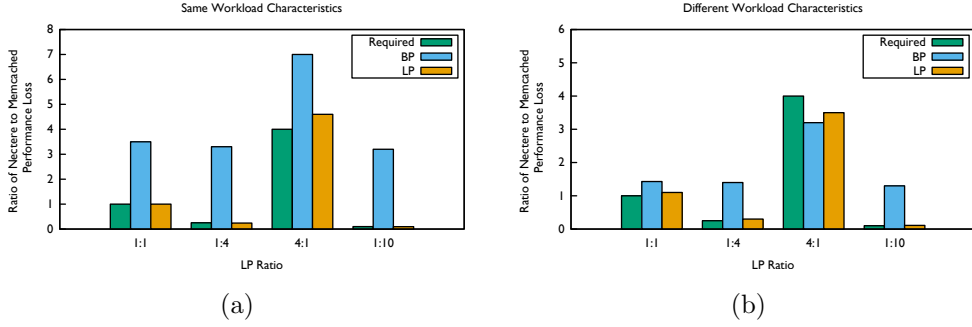 Same Workload Characteristics
Ratio of Nectere to Memcached
Performance Loss
8
7
6
5
4
3
2
1
0
Required
BP
LP
1:1 1:4 4:1 1:10
LP Ratio
(a)
Different Workload Characteristics
Ratio of Nectere to Memcached
Performance Loss
6
5
4
3
2
1
0
Required
BP
LP
1:1 1:4 4:1 1:10
LP Ratio
(b)